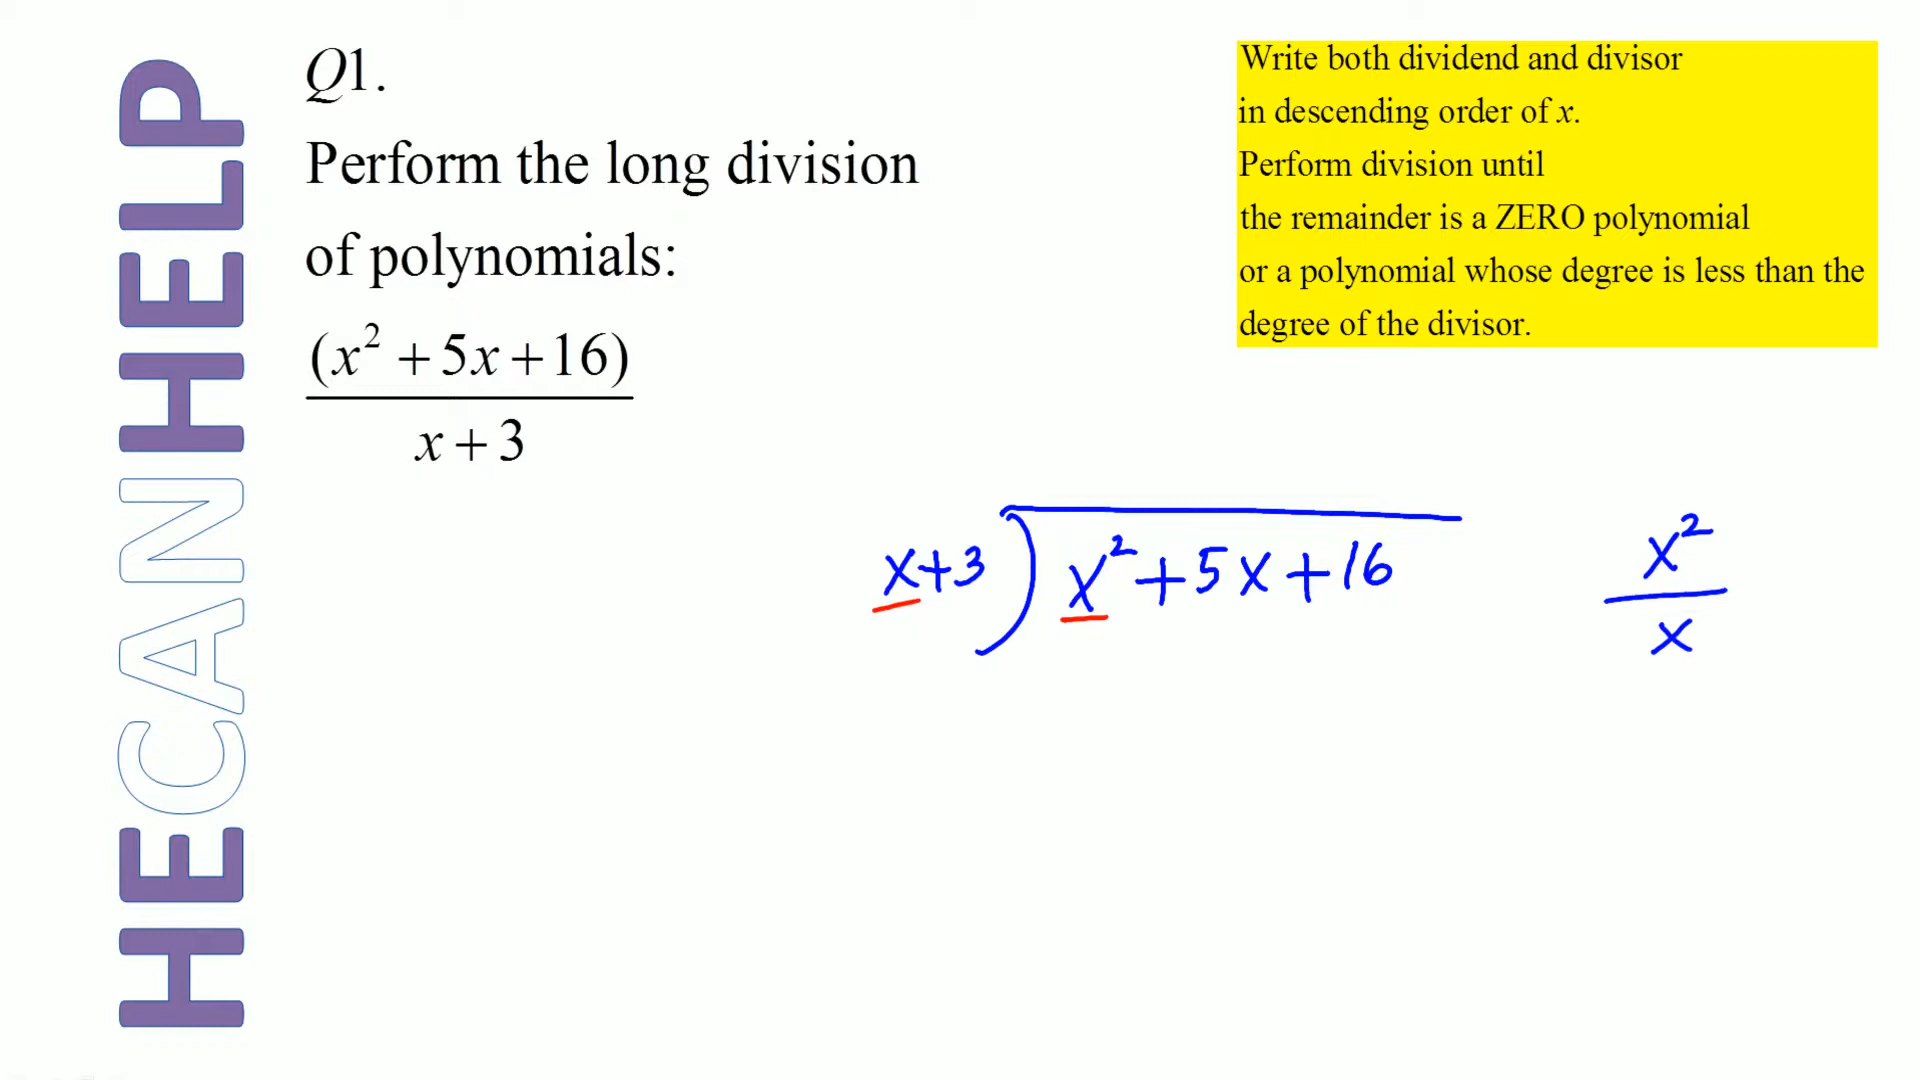 HECANHELP
Q1.
Perform the long division
of polynomials:
(x² + 5x + 16)
x + 3
Write both dividend and divisor
in descending order of x.
Perform division until
the remainder is a ZERO polynomial
or a polynomial whose degree is less than the
degree of the divisor.
x+3 ) x² + 5x + 16
x²
x